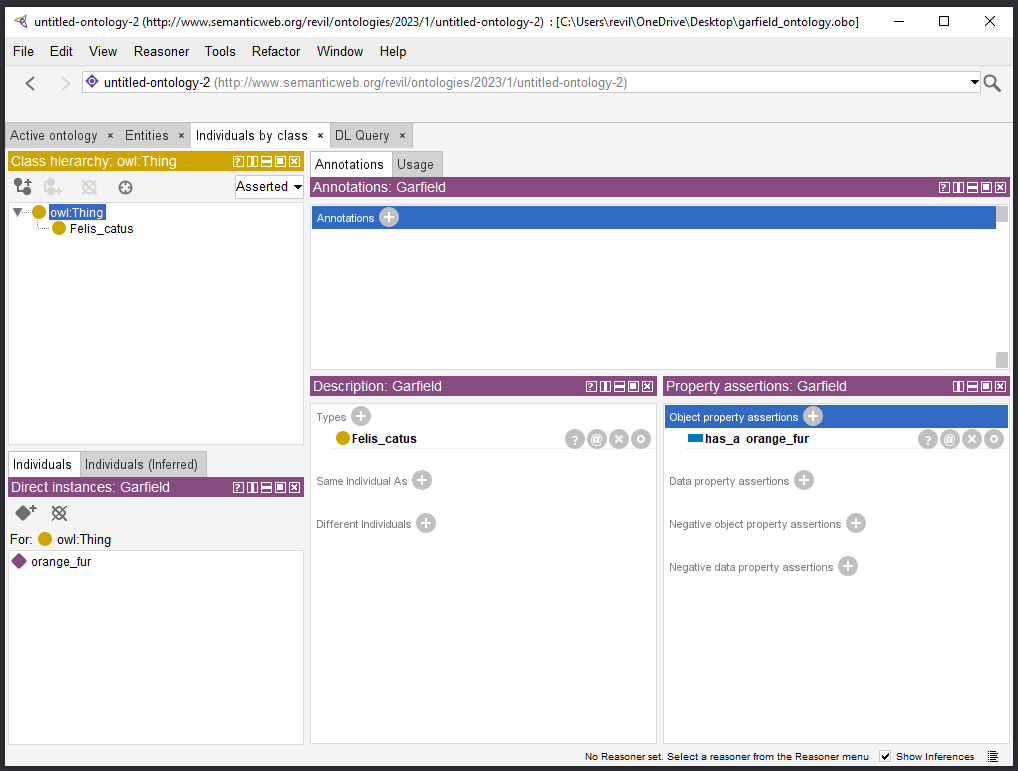 untitled-ontology-2 (http://www.semanticweb.org/revil/ontologies/2023/1/untitled-ontology-2) : [C:\Users\revil\OneDrive\Desktop\garfield_ontology.obo]
File Edit View Reasoner Tools Refactor Window Help
untitled-ontology-2 (http://www.semanticweb.org/revil/ontologies/2023/1/untitled-ontology-2)
Active ontology × Entities × Individuals by class × DL Query ×
Class hierarchy: owl:Thing
Asserted
owl:Thing
Felis_catus
Annotations Usage
Annotations: Garfield
Annotations
Individuals Individuals (Inferred)
Direct instances: Garfield
For: owl:Thing
orange_fur
Description: Garfield
Types
Felis_catus
Same Individual As
Different Individuals
Property assertions: Garfield
Object property assertions
has_a orange_fur
Data property assertions
Negative object property assertions
Negative data property assertions
No Reasoner set. Select a reasoner from the Reasoner menu Show Inferences